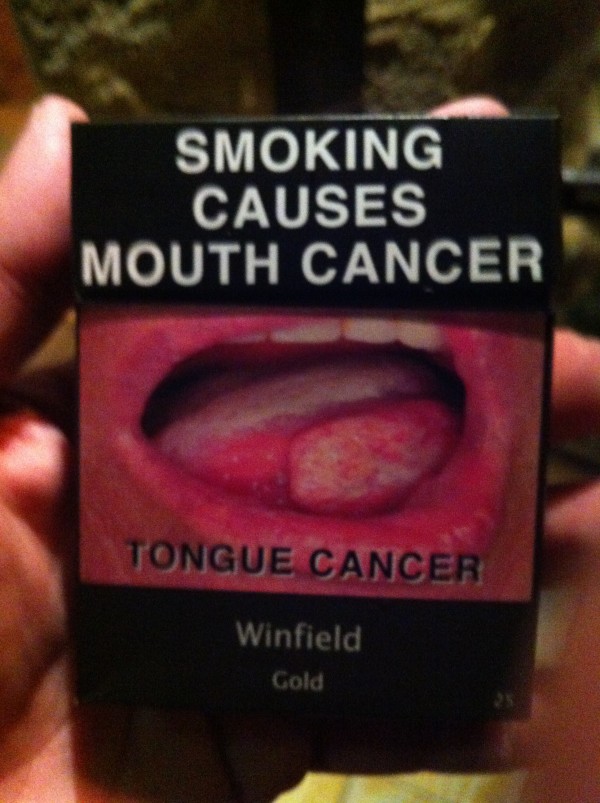 SMOKING
CAUSES
MOUTH CANCER
TONGUE CANCER
Winfield
Gold
25